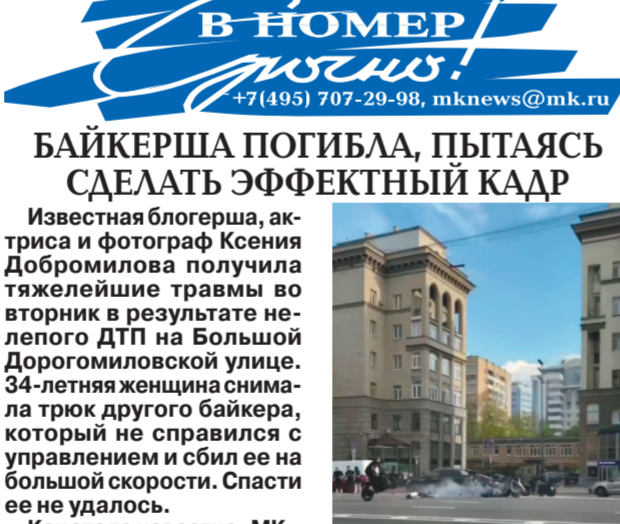 В НОМЕР
Срочно!
+7(495) 707-29-98, mknews@mk.ru
БАЙКЕРША ПОГИБЛА, ПЫТАЯСЬ
СДЕЛАТЬ ЭФФЕКТНЫЙ КАДР
Известная блогерша, ак-
триса и фотограф Ксения
Добромилова получила
тяжелейшие травмы во
вторник в результате не-
лепого ДТП на Большой
Дорогомиловской улице.
34-летняя женщина снима-
ла трюк другого байкера,
который не справился с
управлением и сбил ее на
большой скорости. Спасти
ее не удалось.